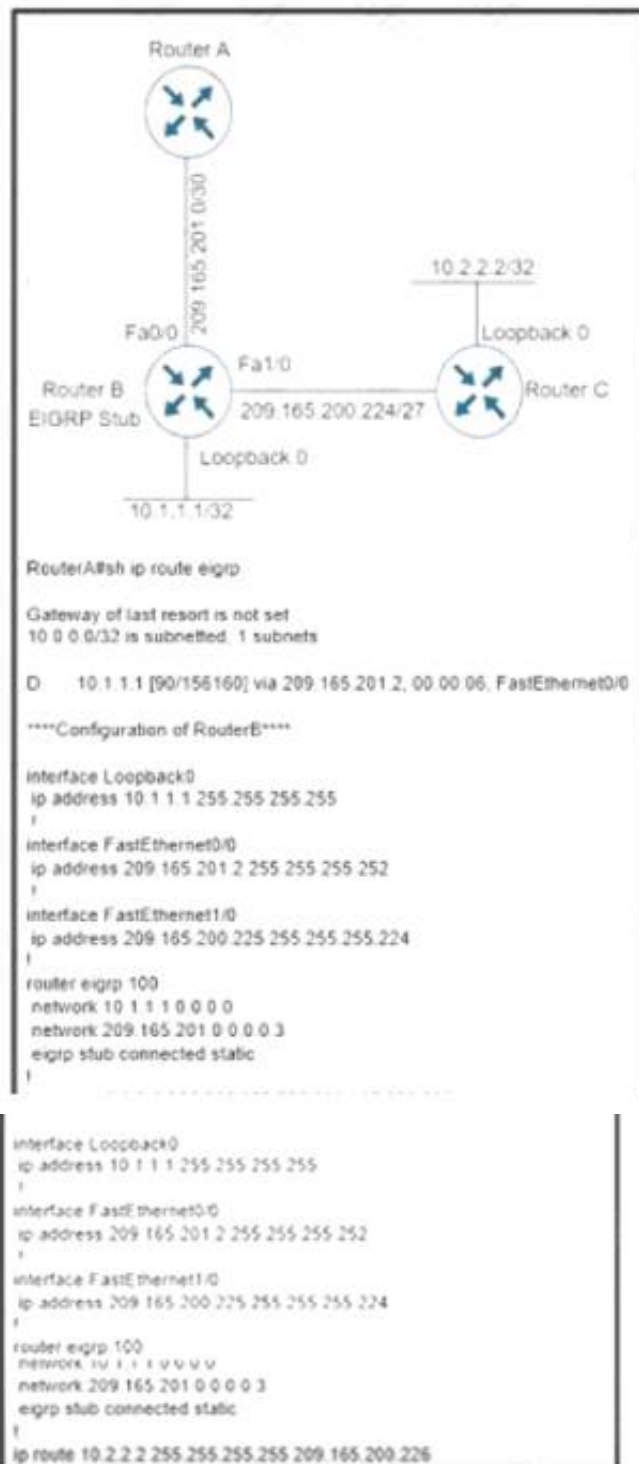 Router A
209.165.201.0/30
10.2.2.2/32
Fa0/0
Loopback 0
Fa1/0
Router B
EIGRP Stub
209.165.200.224/27
Router C
Loopback 0
10.1.1.1/32
RouterA#sh ip route eigrp
Gateway of last resort is not set
10.0.0.0/32 is subnetted, 1 subnets
D 10.1.1.1 [90/156160] via 209.165.201.2, 00:00:06, FastEthernet0/0
****Configuration of RouterB****
interface Loopback0
ip address 10.1.1.1 255.255.255.255
!
interface FastEthernet0/0
ip address 209.165.201.2 255.255.255.252
!
interface FastEthernet1/0
ip address 209.165.200.225 255.255.255.224
!
router eigrp 100
network 10.1.1.1 0.0.0.0
network 209.165.201.0 0.0.0.3
eigrp stub connected static
!
interface Loopback0
ip address 10.1.1.1 255.255.255.255
!
interface FastEthernet0/0
ip address 209.165.201.2 255.255.255.252
!
interface FastEthernet1/0
ip address 209.165.200.225 255.255.255.224
!
router eigrp 100
network 10.1.1.1 0.0.0.0
network 209.165.201.0 0.0.0.3
eigrp stub connected static
!
ip route 10.2.2.2 255.255.255.255 209.165.200.226